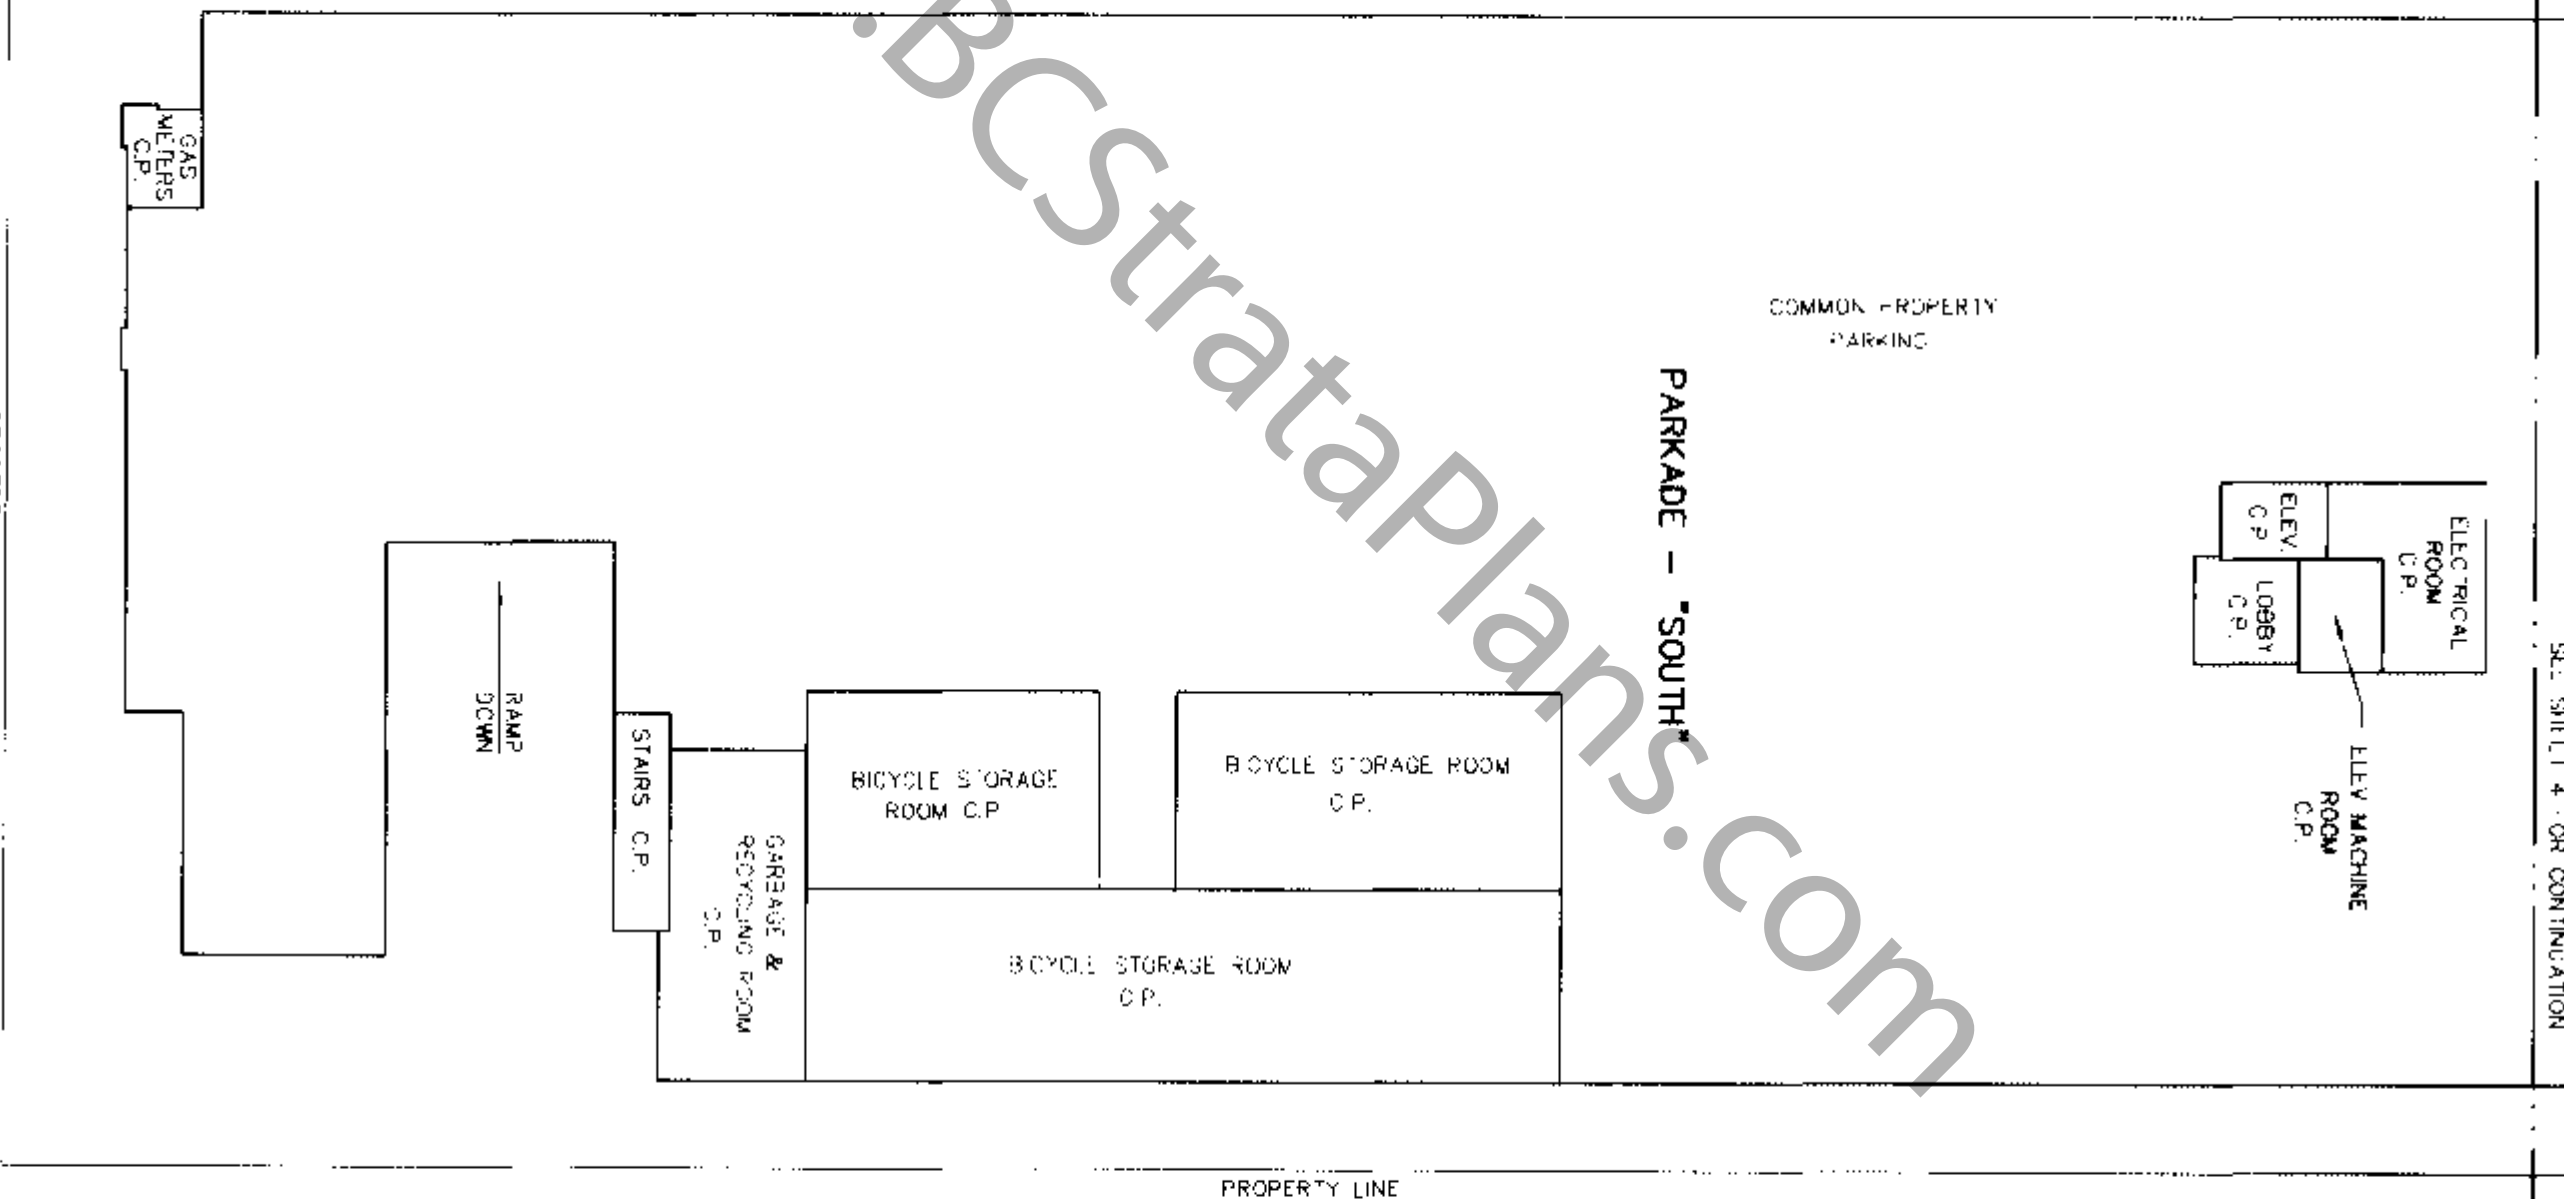 .BCStrataPlans.com
GAS
METERS
C.P.
COMMON PROPERTY
PARKING
PARKADE - "SOUTH"
ELEV.
C.P.
ELECTRICAL
ROOM
C.P.
LOBBY
C.P.
ELEV MACHINE
ROOM
C.P.
RAMP
DOWN
STAIRS C.P.
GARBAGE &
RECYCLING ROOM
C.P.
BICYCLE STORAGE
ROOM C.P.
BICYCLE STORAGE ROOM
C.P.
BICYCLE STORAGE ROOM
C.P.
SEE SHEET 4 FOR CONTINUATION
PROPERTY LINE